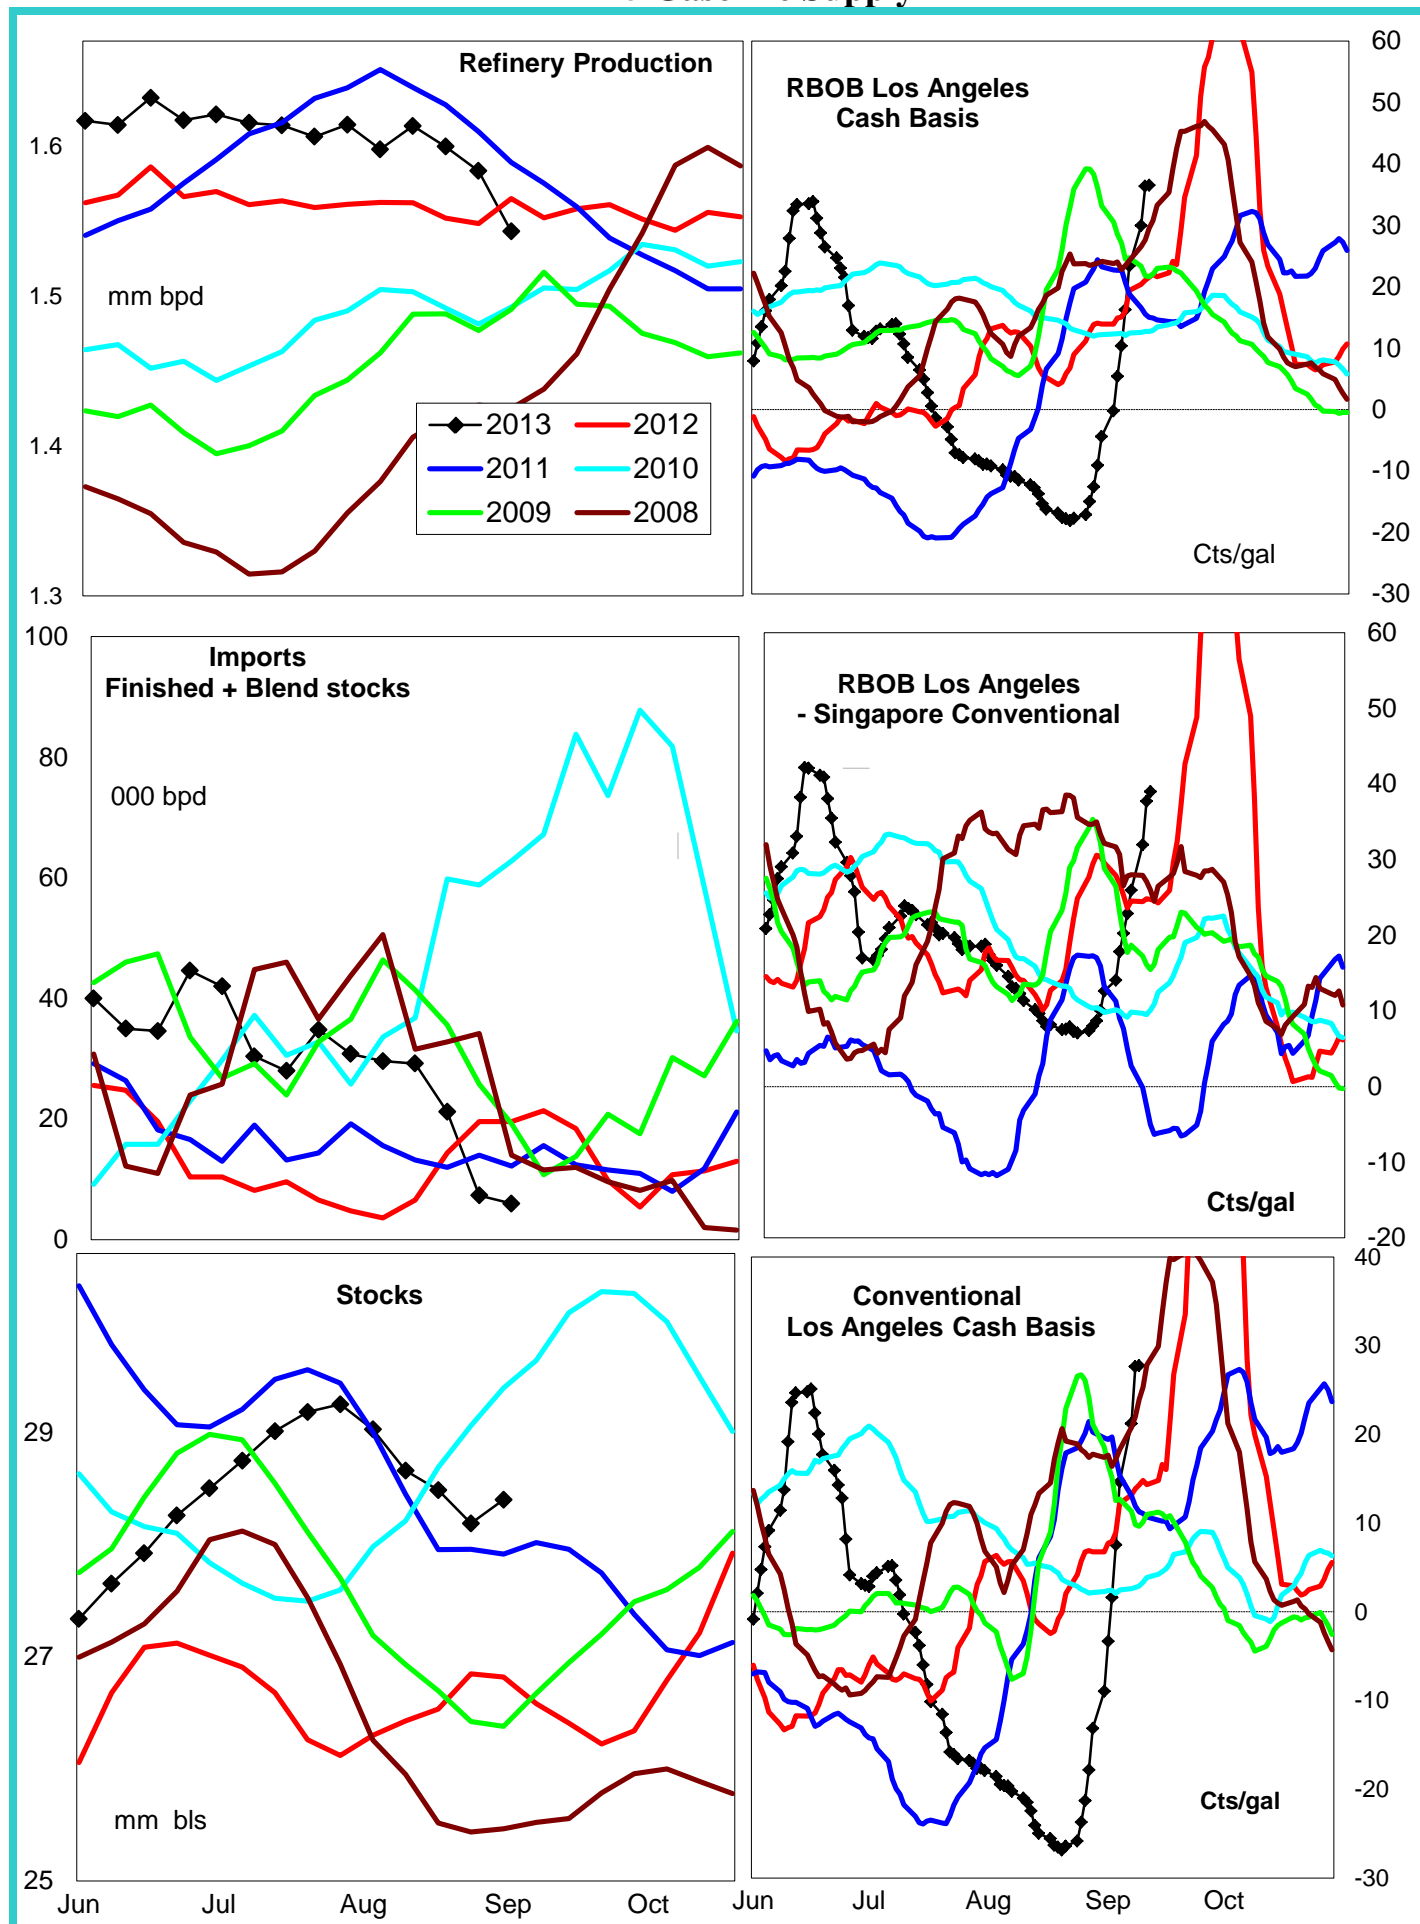 Supply
Refinery Production
1.6
1.5
1.4
1.3
mm bpd
2013
2012
2011
2010
2009
2008
RBOB Los Angeles
Cash Basis
60
50
40
30
20
10
0
-10
-20
-30
Cts/gal
Imports
Finished + Blend stocks
100
80
60
40
20
0
000 bpd
RBOB Los Angeles
- Singapore Conventional
60
50
40
30
20
10
0
-10
-20
Cts/gal
Stocks
29
27
25
mm bls
Jun
Jul
Aug
Sep
Oct
Conventional
Los Angeles Cash Basis
40
30
20
10
0
-10
-20
-30
Cts/gal
Jun
Jul
Aug
Sep
Oct